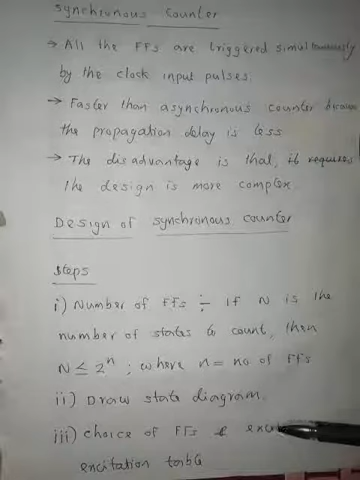 Synchronous Counter
→ All the FFs are triggered simultaneously
by the clock input pulses.
→ Faster than asynchronous counter because
the propagation delay is less
→ The disadvantage is that, it requires
the design is more complex.
Design of synchronous counter
Steps
i) Number of FFs ÷ If N is the
number of states to count, then
N ≤ 2ⁿ ; where n = no of FFs
ii) Draw state diagram.
iii) Choice of FFs &
excitation table